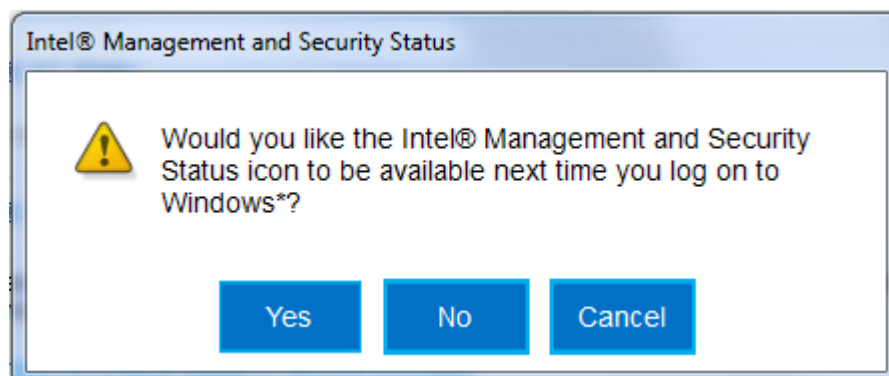 Intel® Management and Security Status
Would you like the Intel® Management and Security
Status icon to be available next time you log on to
Windows*?
Yes No Cancel